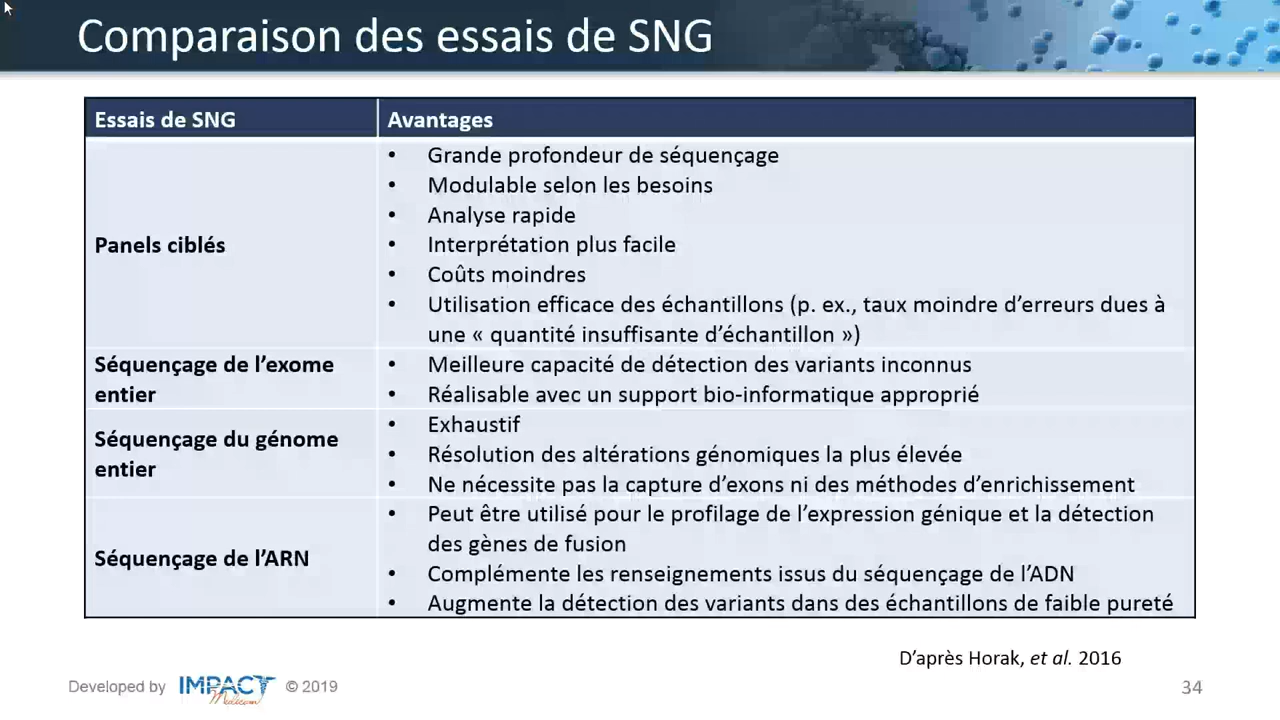 Comparaison des essais de SNG
Essais de SNG
Avantages
Panels ciblés
• Grande profondeur de séquençage
• Modulable selon les besoins
• Analyse rapide
• Interprétation plus facile
• Coûts moindres
• Utilisation efficace des échantillons (p. ex., taux moindre d’erreurs dues à
une « quantité insuffisante d’échantillon »)
Séquençage de l’exome
entier
• Meilleure capacité de détection des variants inconnus
• Réalisable avec un support bio-informatique approprié
Séquençage du génome
entier
• Exhaustif
• Résolution des altérations génomiques la plus élevée
• Ne nécessite pas la capture d’exons ni des méthodes d’enrichissement
Séquençage de l’ARN
• Peut être utilisé pour le profilage de l’expression génique et la détection
des gènes de fusion
• Complémente les renseignements issus du séquençage de l’ADN
• Augmente la détection des variants dans des échantillons de faible pureté
D’après Horak, et al. 2016
Developed by IMPACT Medicom © 2019
34